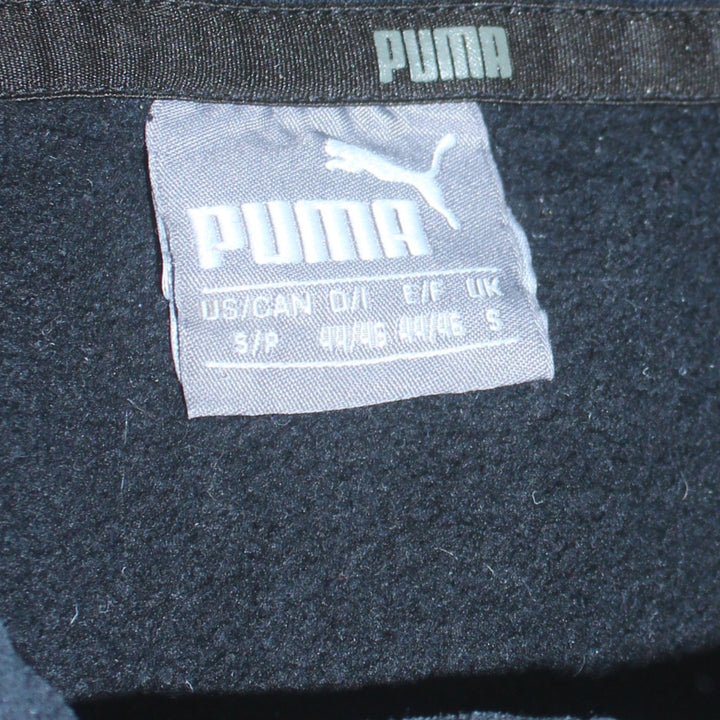 PUMA
PUMA
US/CAN D/I E/F UK
S/P 44/46 44/46 S